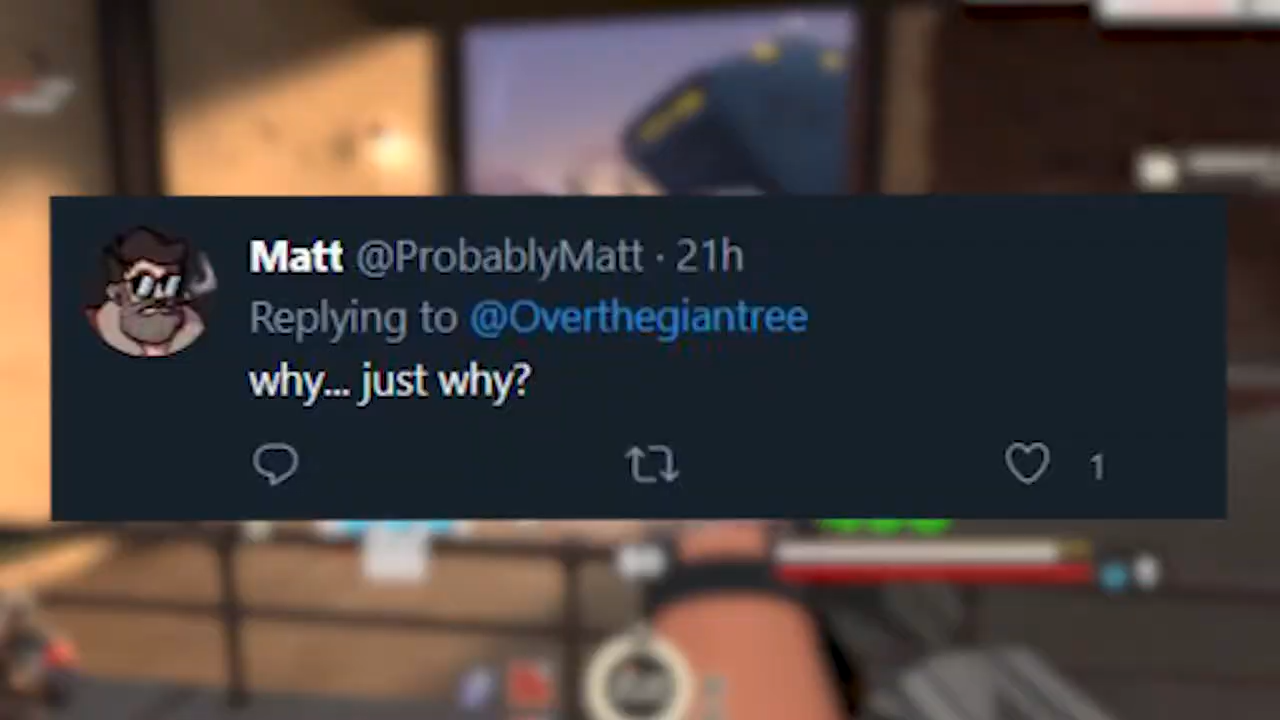 Matt @ProbablyMatt · 21h
Replying to @Overthegiantree
why... just why?
1